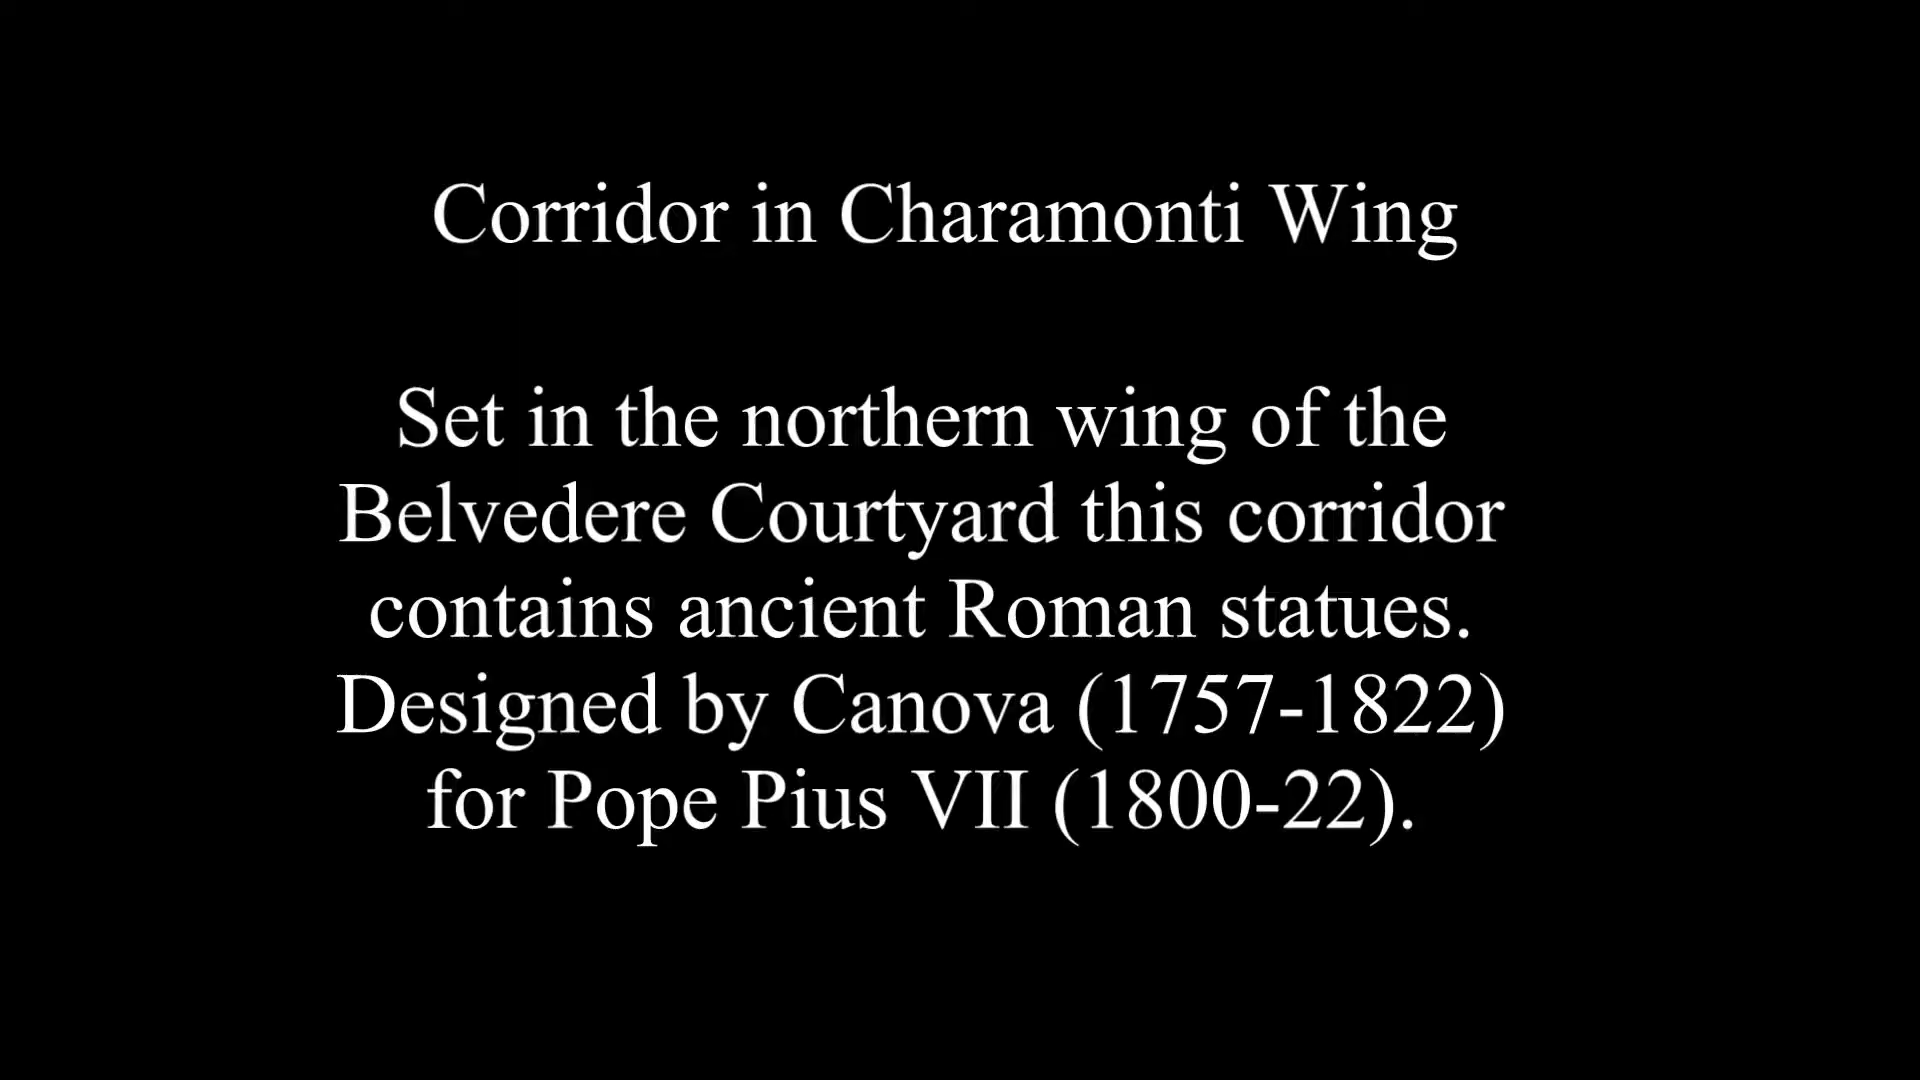 Corridor in Charamonti Wing
Set in the northern wing of the
Belvedere Courtyard this corridor
contains ancient Roman statues.
Designed by Canova (1757-1822)
for Pope Pius VII (1800-22).